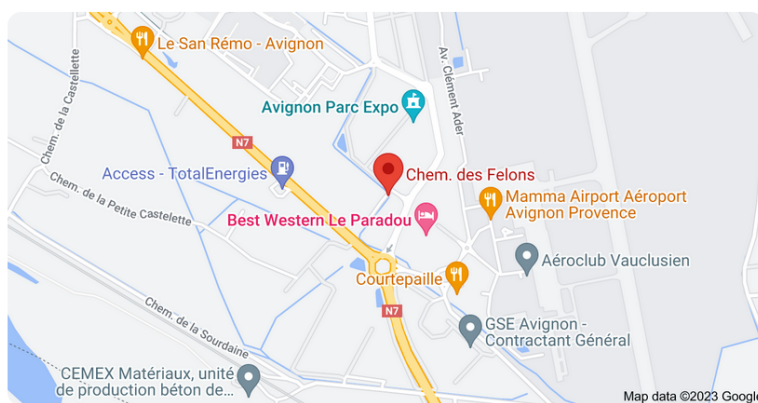 Le San Rémo - Avignon
Chem. de la Castellette
Av. Clément Ader
Avignon Parc Expo
N7
Access - TotalEnergies
Chem. des Felons
Chem. de la Petite Castelette
Mamma Airport Aéroport
Avignon Provence
Best Western Le Paradou
Aéroclub Vauclusien
Courtepaille
Chem. de la Sourdaine
N7
GSE Avignon -
Contractant Général
CEMEX Matériaux, unité
de production béton de...
Map data ©2023 Google